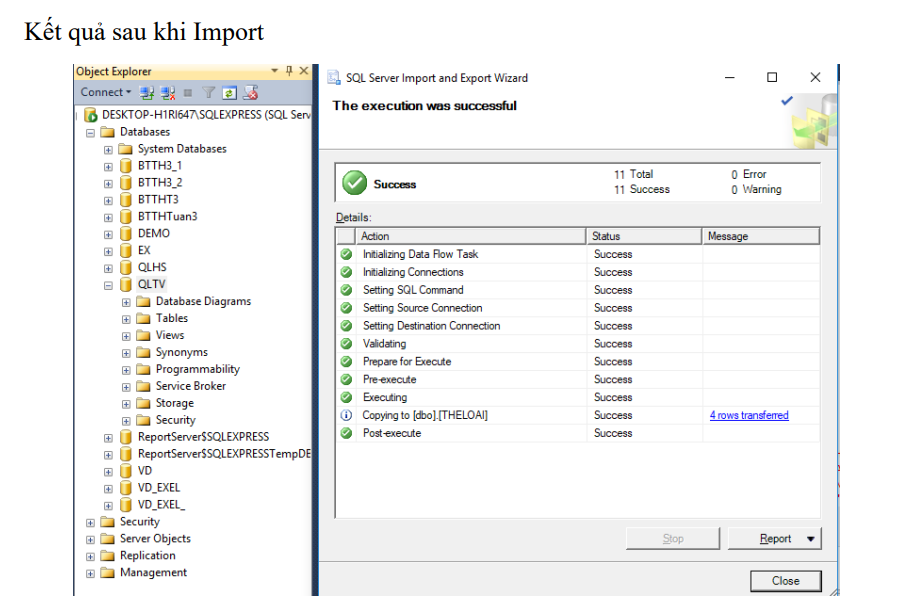 Kết quả sau khi Import
Object Explorer
Connect
DESKTOP-H1RI647\SQLEXPRESS (SQL Serv
Databases
System Databases
BTTH3_1
BTTH3_2
BTTHT3
BTTHTuan3
DEMO
EX
QLHS
QLTV
Database Diagrams
Tables
Views
Synonyms
Programmability
Service Broker
Storage
Security
ReportServer$SQLEXPRESS
ReportServer$SQLEXPRESSTempDE
VD
VD_EXEL
VD_EXEL_
Security
Server Objects
Replication
Management
SQL Server Import and Export Wizard
The execution was successful
Success
11 Total 0 Error
11 Success 0 Warning
Details:
Action Status Message
Initializing Data Flow Task Success
Initializing Connections Success
Setting SQL Command Success
Setting Source Connection Success
Setting Destination Connection Success
Validating Success
Prepare for Execute Success
Pre-execute Success
Executing Success
Copying to [dbo].[THELOAI] Success 4 rows transferred
Post-execute Success
Stop Report
Close